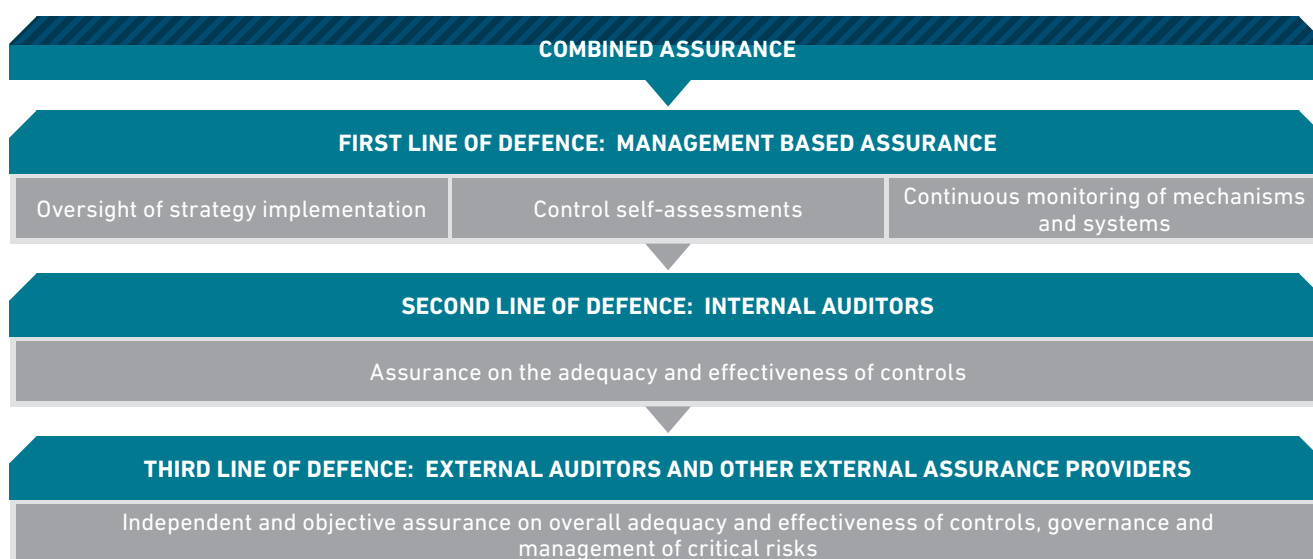 COMBINED ASSURANCE
FIRST LINE OF DEFENCE: MANAGEMENT BASED ASSURANCE
Oversight of strategy implementation
Control self-assessments
Continuous monitoring of mechanisms
and systems
SECOND LINE OF DEFENCE: INTERNAL AUDITORS
Assurance on the adequacy and effectiveness of controls
THIRD LINE OF DEFENCE: EXTERNAL AUDITORS AND OTHER EXTERNAL ASSURANCE PROVIDERS
Independent and objective assurance on overall adequacy and effectiveness of controls, governance and
management of critical risks